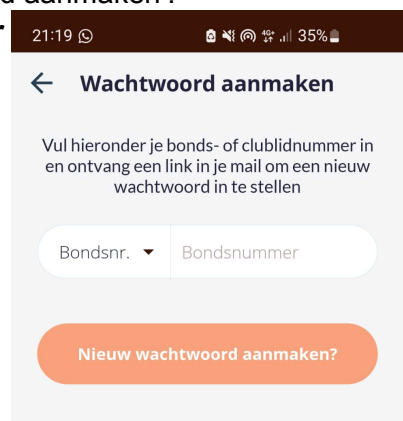 d aanmaken'.
21:19 35%
← Wachtwoord aanmaken
Vul hieronder je bonds- of clublidnummer in
en ontvang een link in je mail om een nieuw
wachtwoord in te stellen
Bondsnr. Bondsnummer
Nieuw wachtwoord aanmaken?